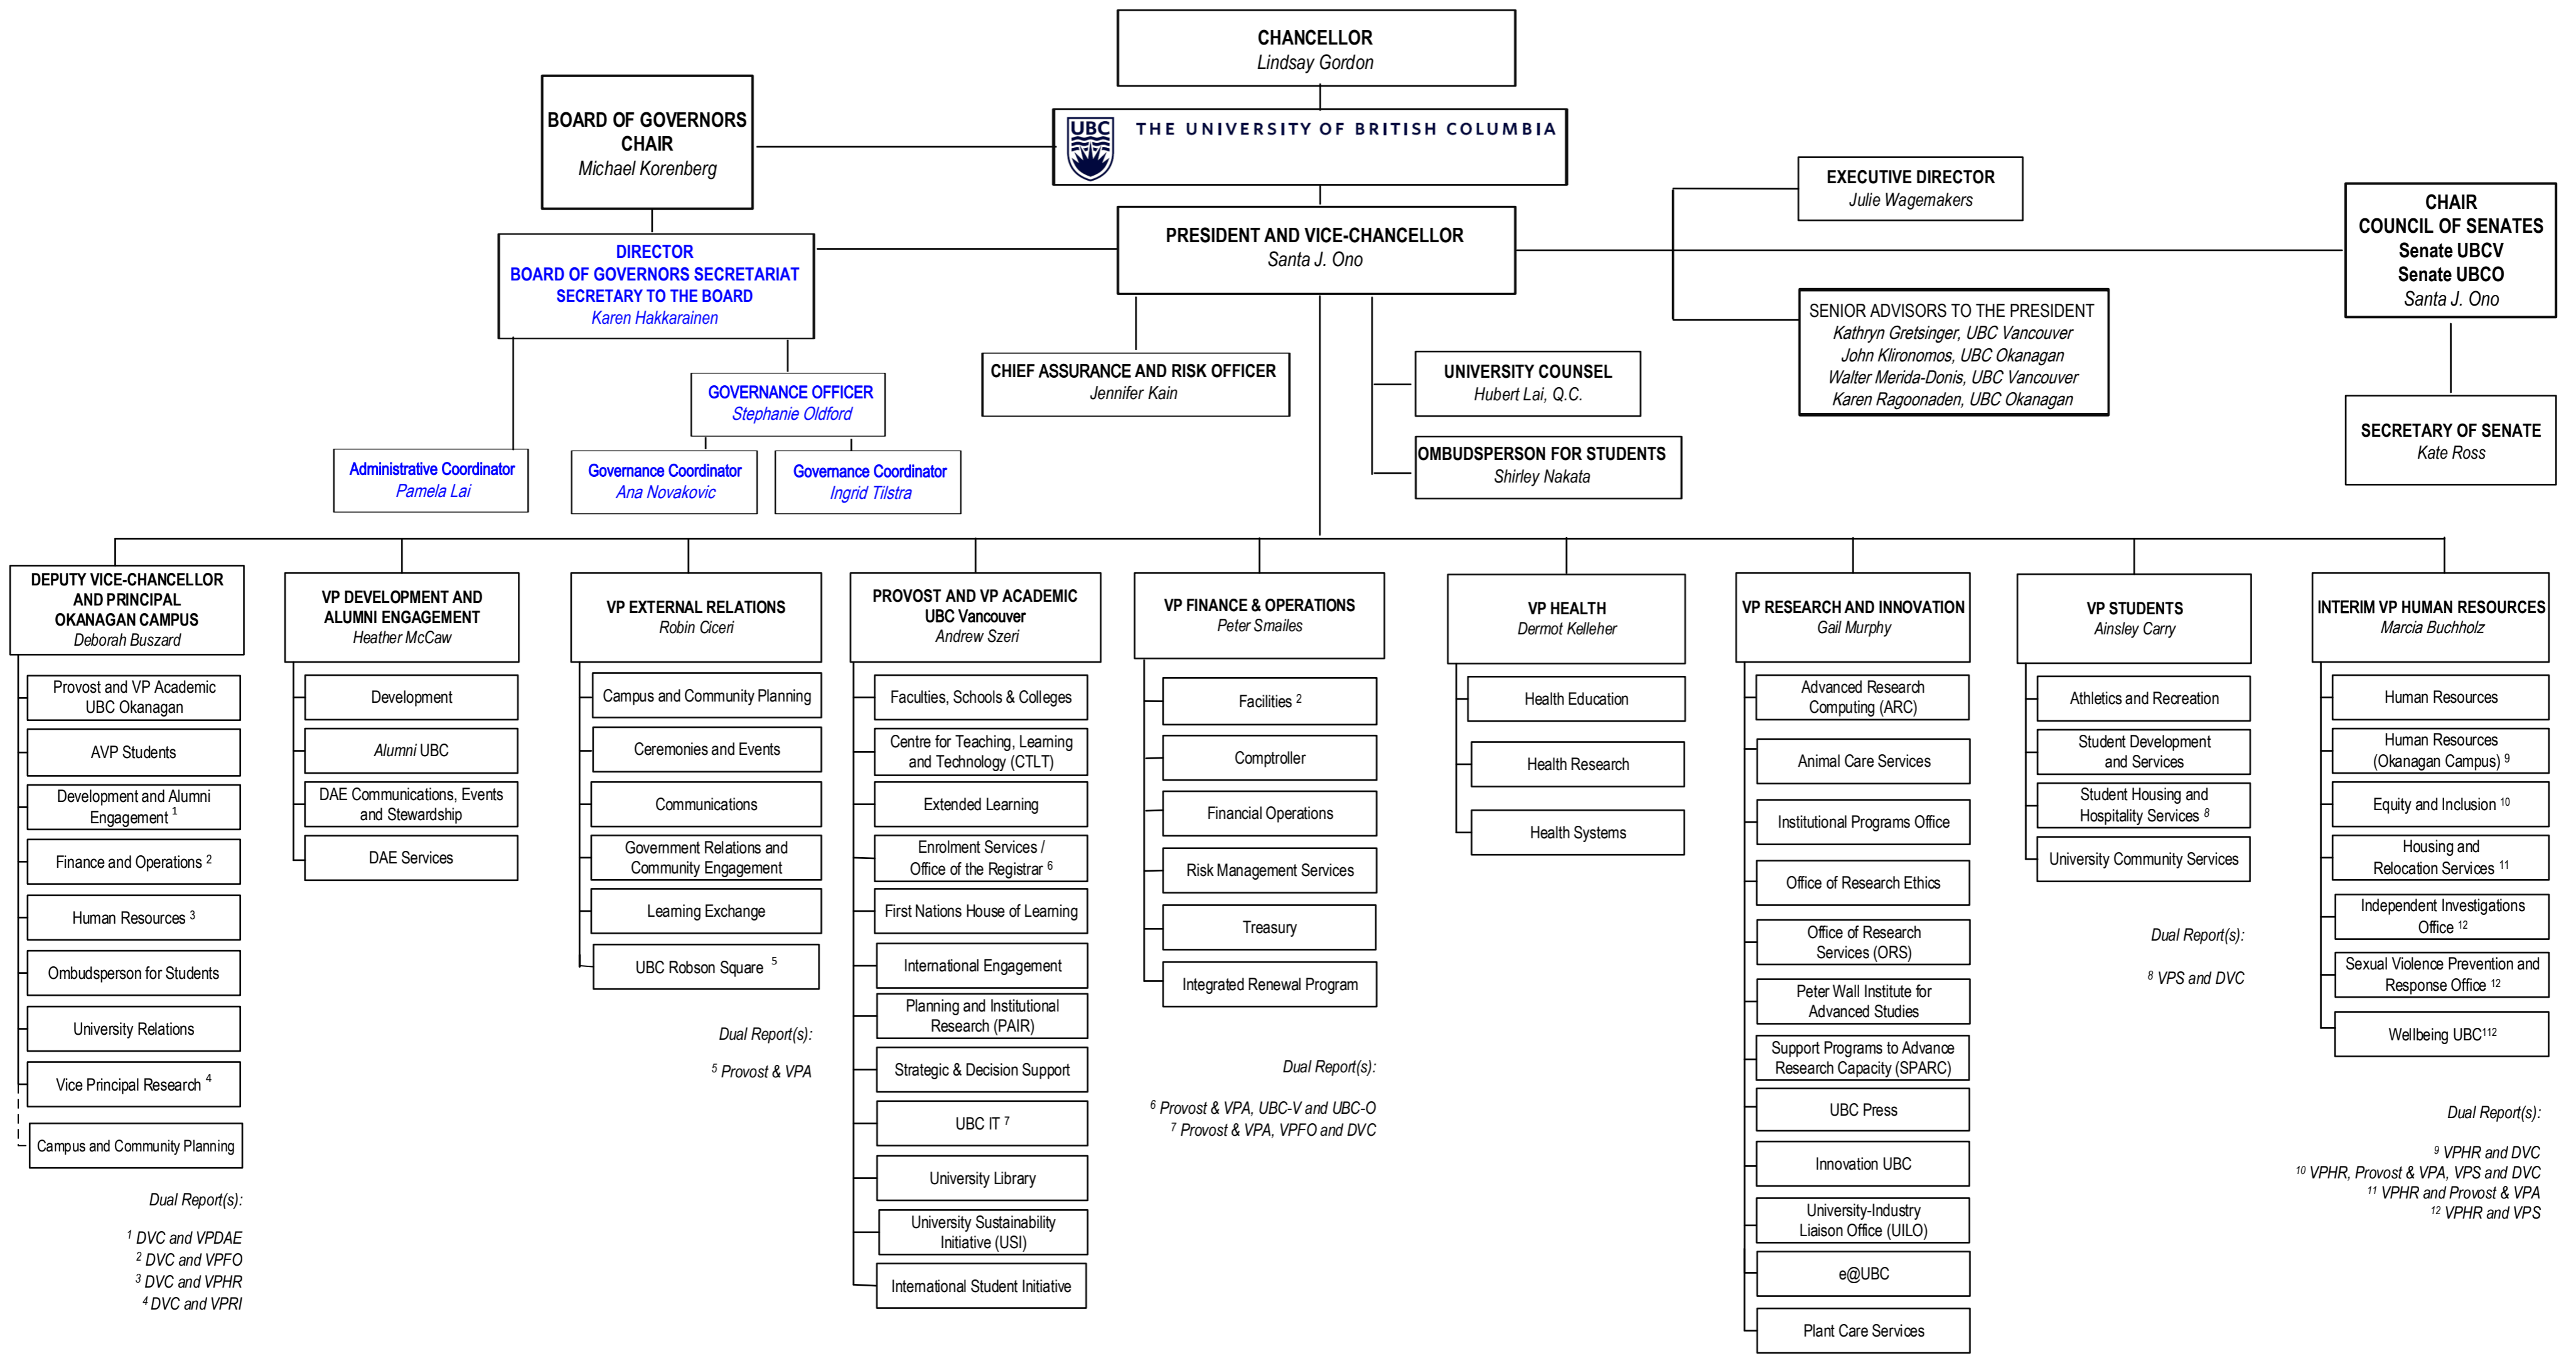 CHANCELLOR
Lindsay Gordon
BOARD OF GOVERNORS
CHAIR
Michael Korenberg
UBC
THE UNIVERSITY OF BRITISH COLUMBIA
EXECUTIVE DIRECTOR
Julie Wagemakers
CHAIR
COUNCIL OF SENATES
Senate UBCV
Senate UBCO
Santa J. Ono
PRESIDENT AND VICE-CHANCELLOR
Santa J. Ono
DIRECTOR
BOARD OF GOVERNORS SECRETARIAT
SECRETARY TO THE BOARD
Karen Hakkarainen
SENIOR ADVISORS TO THE PRESIDENT
Kathryn Gretsinger, UBC Vancouver
John Klironomos, UBC Okanagan
Walter Merida-Donis, UBC Vancouver
Karen Ragoonaden, UBC Okanagan
CHIEF ASSURANCE AND RISK OFFICER
Jennifer Kain
UNIVERSITY COUNSEL
Hubert Lai, Q.C.
GOVERNANCE OFFICER
Stephanie Oldford
SECRETARY OF SENATE
Kate Ross
OMBUDSPERSON FOR STUDENTS
Shirley Nakata
Administrative Coordinator
Pamela Lai
Governance Coordinator
Ana Novakovic
Governance Coordinator
Ingrid Tilstra
DEPUTY VICE-CHANCELLOR
AND PRINCIPAL
OKANAGAN CAMPUS
Deborah Buszard
Provost and VP Academic
UBC Okanagan
AVP Students
Development and Alumni
Engagement 1
Finance and Operations 2
Human Resources 3
Ombudsperson for Students
University Relations
Vice Principal Research 4
Campus and Community Planning
Dual Report(s):
1 DVC and VPDAE
2 DVC and VPFO
3 DVC and VPHR
4 DVC and VPRI
VP DEVELOPMENT AND
ALUMNI ENGAGEMENT
Heather McCaw
Development
Alumni UBC
DAE Communications, Events
and Stewardship
DAE Services
VP EXTERNAL RELATIONS
Robin Ciceri
Campus and Community Planning
Ceremonies and Events
Communications
Government Relations and
Community Engagement
Learning Exchange
UBC Robson Square 5
Dual Report(s):
5 Provost & VPA
PROVOST AND VP ACADEMIC
UBC Vancouver
Andrew Szeri
Faculties, Schools & Colleges
Centre for Teaching, Learning
and Technology (CTLT)
Extended Learning
Enrolment Services /
Office of the Registrar 6
First Nations House of Learning
International Engagement
Planning and Institutional
Research (PAIR)
Strategic & Decision Support
UBC IT 7
University Library
University Sustainability
Initiative (USI)
International Student Initiative
VP FINANCE & OPERATIONS
Peter Smailes
Facilities 2
Comptroller
Financial Operations
Risk Management Services
Treasury
Integrated Renewal Program
Dual Report(s):
6 Provost & VPA, UBC-V and UBC-O
7 Provost & VPA, VPFO and DVC
VP HEALTH
Dermot Kelleher
Health Education
Health Research
Health Systems
VP RESEARCH AND INNOVATION
Gail Murphy
Advanced Research
Computing (ARC)
Animal Care Services
Institutional Programs Office
Office of Research Ethics
Office of Research
Services (ORS)
Peter Wall Institute for
Advanced Studies
Support Programs to Advance
Research Capacity (SPARC)
UBC Press
Innovation UBC
University-Industry
Liaison Office (UILO)
e@UBC
Plant Care Services
VP STUDENTS
Ainsley Carry
Athletics and Recreation
Student Development
and Services
Student Housing and
Hospitality Services 8
University Community Services
Dual Report(s):
8 VPS and DVC
INTERIM VP HUMAN RESOURCES
Marcia Buchholz
Human Resources
Human Resources
(Okanagan Campus) 9
Equity and Inclusion 10
Housing and
Relocation Services 11
Independent Investigations
Office 12
Sexual Violence Prevention and
Response Office 12
Wellbeing UBC112
Dual Report(s):
9 VPHR and DVC
10 VPHR, Provost & VPA, VPS and DVC
11 VPHR and Provost & VPA
12 VPHR and VPS